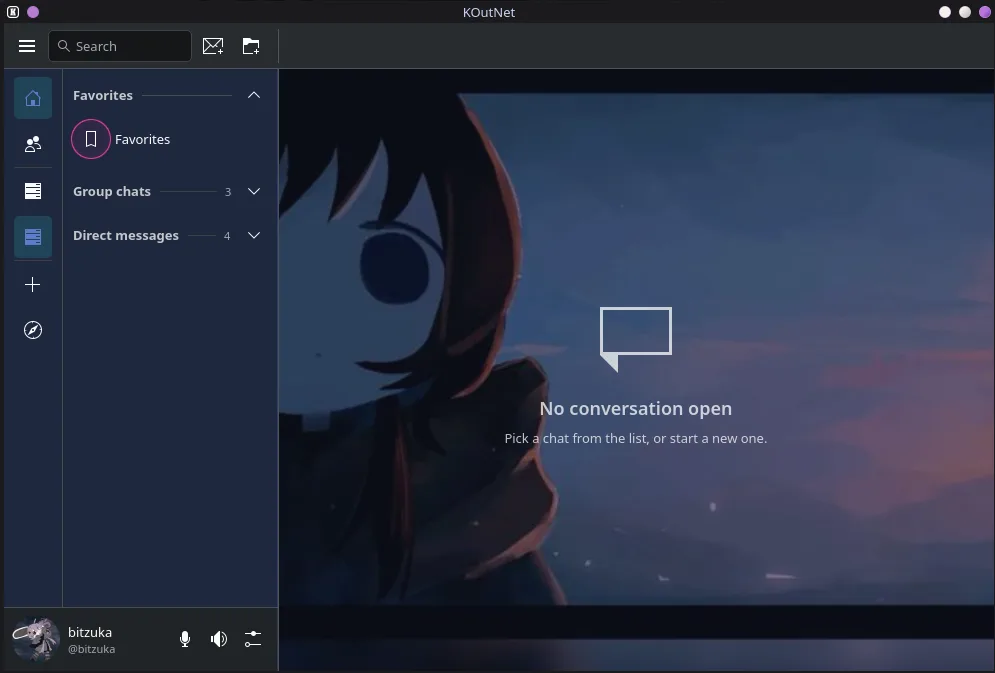 KOutNet
Search
Favorites
Favorites
Group chats 3
Direct messages 4
No conversation open
Pick a chat from the list, or start a new one.
bitzuka
@bitzuka